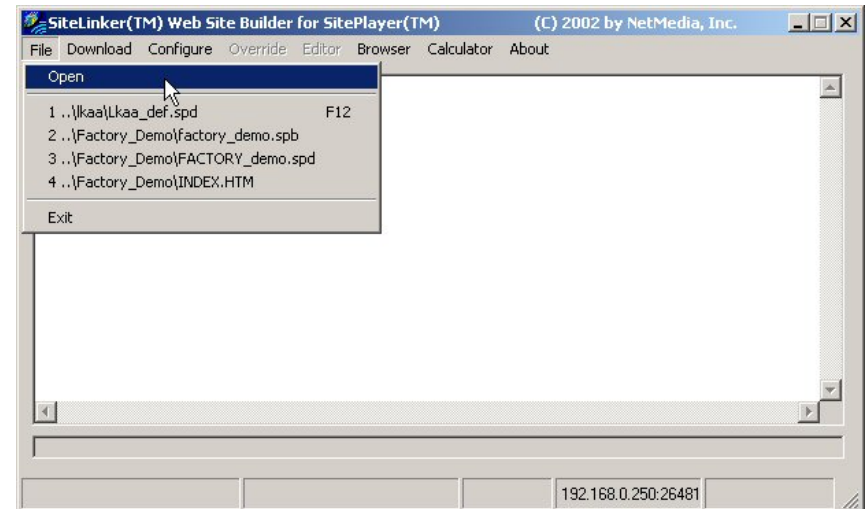 SiteLinker(TM) Web Site Builder for SitePlayer(TM) (C) 2002 by NetMedia, Inc.
File Download Configure Override Editor Browser Calculator About
Open
1 ..\lkaa\Lkaa_def.spd F12
2 ..\Factory_Demo\factory_demo.spb
3 ..\Factory_Demo\FACTORY_demo.spd
4 ..\Factory_Demo\INDEX.HTM
Exit
192.168.0.250:26481